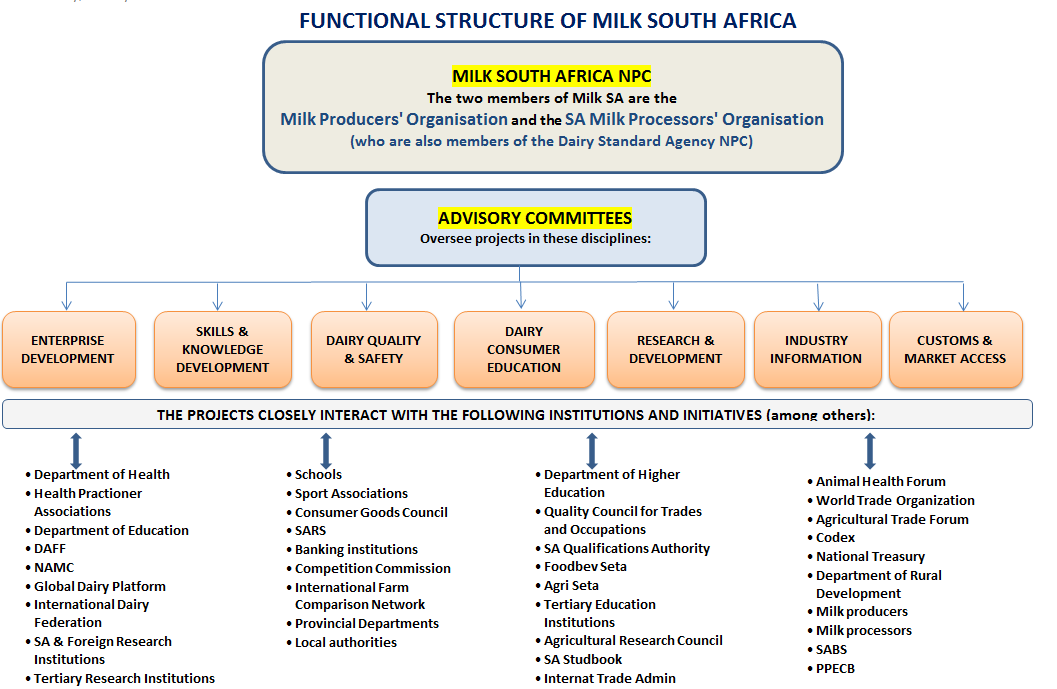 FUNCTIONAL STRUCTURE OF MILK SOUTH AFRICA
MILK SOUTH AFRICA NPC
The two members of Milk SA are the
Milk Producers' Organisation and the SA Milk Processors' Organisation
(who are also members of the Dairy Standard Agency NPC)
ADVISORY COMMITTEES
Oversee projects in these disciplines:
ENTERPRISE
DEVELOPMENT
SKILLS &
KNOWLEDGE
DEVELOPMENT
DAIRY QUALITY
& SAFETY
DAIRY
CONSUMER
EDUCATION
RESEARCH &
DEVELOPMENT
INDUSTRY
INFORMATION
CUSTOMS &
MARKET ACCESS
THE PROJECTS CLOSELY INTERACT WITH THE FOLLOWING INSTITUTIONS AND INITIATIVES (among others):
• Department of Health
• Health Practioner
Associations
• Department of Education
• DAFF
• NAMC
• Global Dairy Platform
• International Dairy
Federation
• SA & Foreign Research
Institutions
• Tertiary Research Institutions
• Schools
• Sport Associations
• Consumer Goods Council
• SARS
• Banking institutions
• Competition Commission
• International Farm
Comparison Network
• Provincial Departments
• Local authorities
• Department of Higher
Education
• Quality Council for Trades
and Occupations
• SA Qualifications Authority
• Foodbev Seta
• Agri Seta
• Tertiary Education
Institutions
• Agricultural Research Council
• SA Studbook
• Internat Trade Admin
• Animal Health Forum
• World Trade Organization
• Agricultural Trade Forum
• Codex
• National Treasury
• Department of Rural
Development
• Milk producers
• Milk processors
• SABS
• PPECB